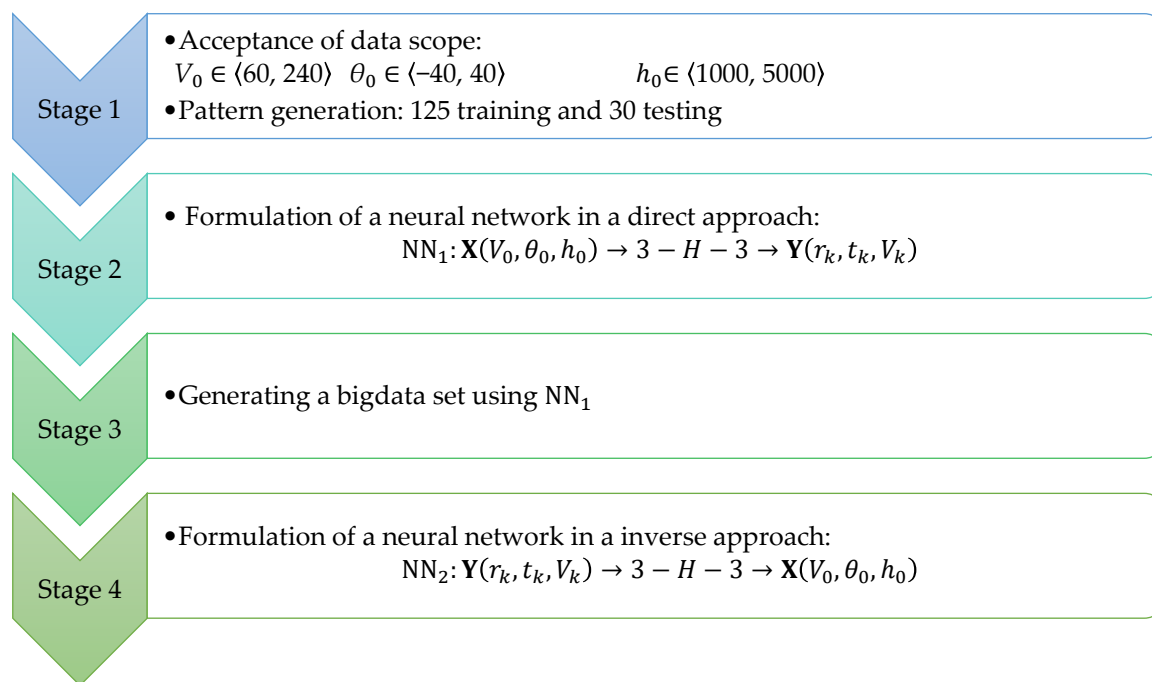 Stage 1
•Acceptance of data scope:
V₀ ∈ ⟨60, 240⟩ θ₀ ∈ ⟨−40, 40⟩ h₀∈ ⟨1000, 5000⟩
•Pattern generation: 125 training and 30 testing
Stage 2
• Formulation of a neural network in a direct approach:
NN₁: 𝐗(V₀, θ₀, h₀) → 3 − H − 3 → 𝐘(rₖ, tₖ, Vₖ)
Stage 3
•Generating a bigdata set using NN₁
Stage 4
•Formulation of a neural network in a inverse approach:
NN₂: 𝐘(rₖ, tₖ, Vₖ) → 3 − H − 3 → 𝐗(V₀, θ₀, h₀)